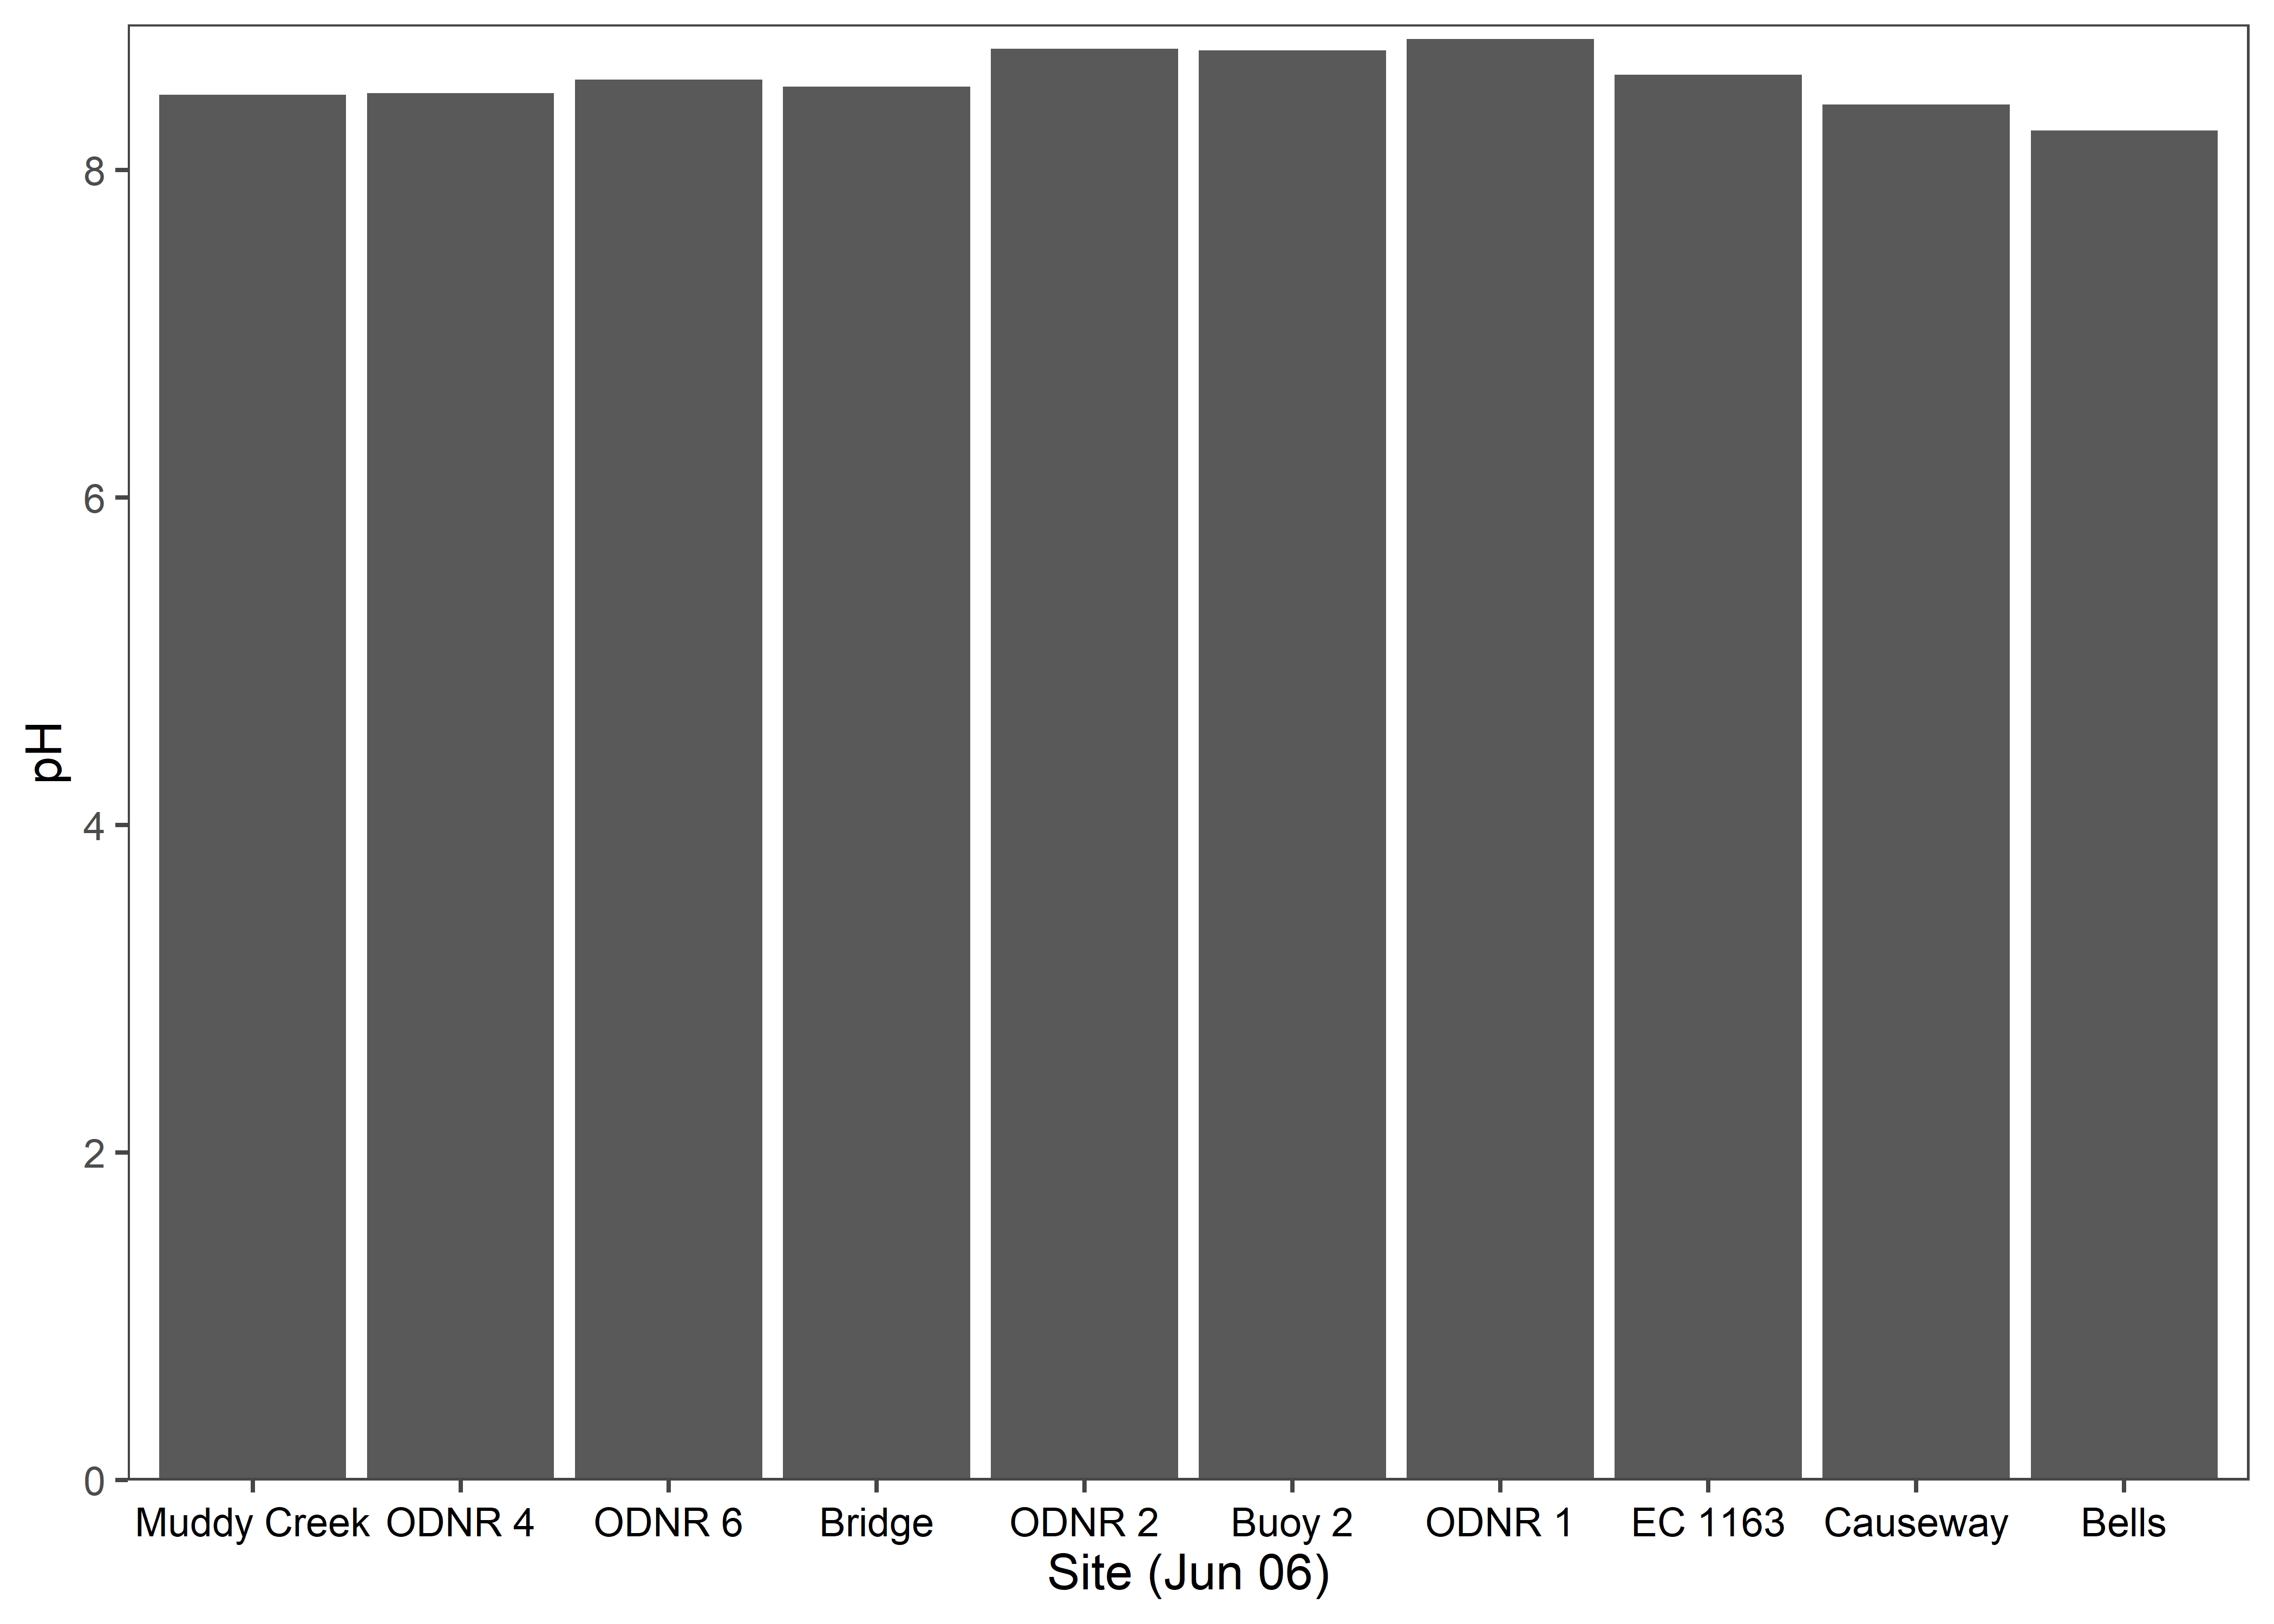 8
6
4
2
0
pH
Muddy Creek ODNR 4 ODNR 6 Bridge ODNR 2 Buoy 2 ODNR 1 EC 1163 Causeway Bells
Site (Jun 06)